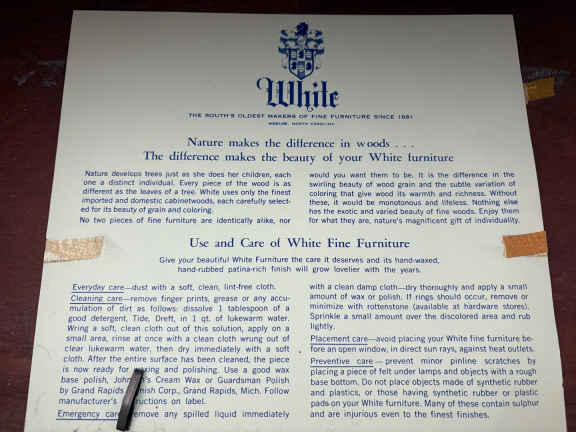 White
THE SOUTH'S OLDEST MAKERS OF FINE FURNITURE SINCE 1881
MEBANE, NORTH CAROLINA
Nature makes the difference in woods . . .
The difference makes the beauty of your White furniture
Nature develops trees just as she does her children, each
one a distinct individual. Every piece of the wood is as
different as the leaves of a tree. White uses only the finest
imported and domestic cabinetwoods, each carefully select-
ed for its beauty of grain and coloring.
No two pieces of fine furniture are identically alike, nor
would you want them to be. It is the difference in the
swirling beauty of wood grain and the subtle variation of
coloring that give wood its warmth and richness. Without
these, it would be monotonous and lifeless. Nothing else
has the exotic and varied beauty of fine woods. Enjoy them
for what they are, nature's magnificent gift of individuality.
Use and Care of White Fine Furniture
Give your beautiful White Furniture the care it deserves and its hand-waxed,
hand-rubbed patina-rich finish will grow lovelier with the years.
Everyday care—dust with a soft, clean, lint-free cloth.
Cleaning care—remove finger prints, grease or any accu-
mulation of dirt as follows: dissolve 1 tablespoon of a
good detergent, Tide, Dreft, in 1 qt. of lukewarm water.
Wring a soft, clean cloth out of this solution, apply on a
small area, rinse at once with a clean cloth wrung out of
clear lukewarm water, then dry immediately with a soft
cloth. After the entire surface has been cleaned, the piece
is now ready for waxing and polishing. Use a good wax
base polish, Johnson's Cream Wax or Guardsman Polish
by Grand Rapids Varnish Corp., Grand Rapids, Mich. Follow
manufacturer's instructions on label.
Emergency care—remove any spilled liquid immediately
with a clean damp cloth—dry thoroughly and apply a small
amount of wax or polish. If rings should occur, remove or
minimize with rottenstone (available at hardware stores).
Sprinkle a small amount over the discolored area and rub
lightly.
Placement care—avoid placing your White fine furniture be-
fore an open window, in direct sun rays, against heat outlets.
Preventive care—prevent minor pinline scratches by
placing a piece of felt under lamps and objects with a rough
base bottom. Do not place objects made of synthetic rubber
and plastics, or those having synthetic rubber or plastic
pads on your White furniture. Many of these contain sulphur
and are injurious even to the finest finishes.